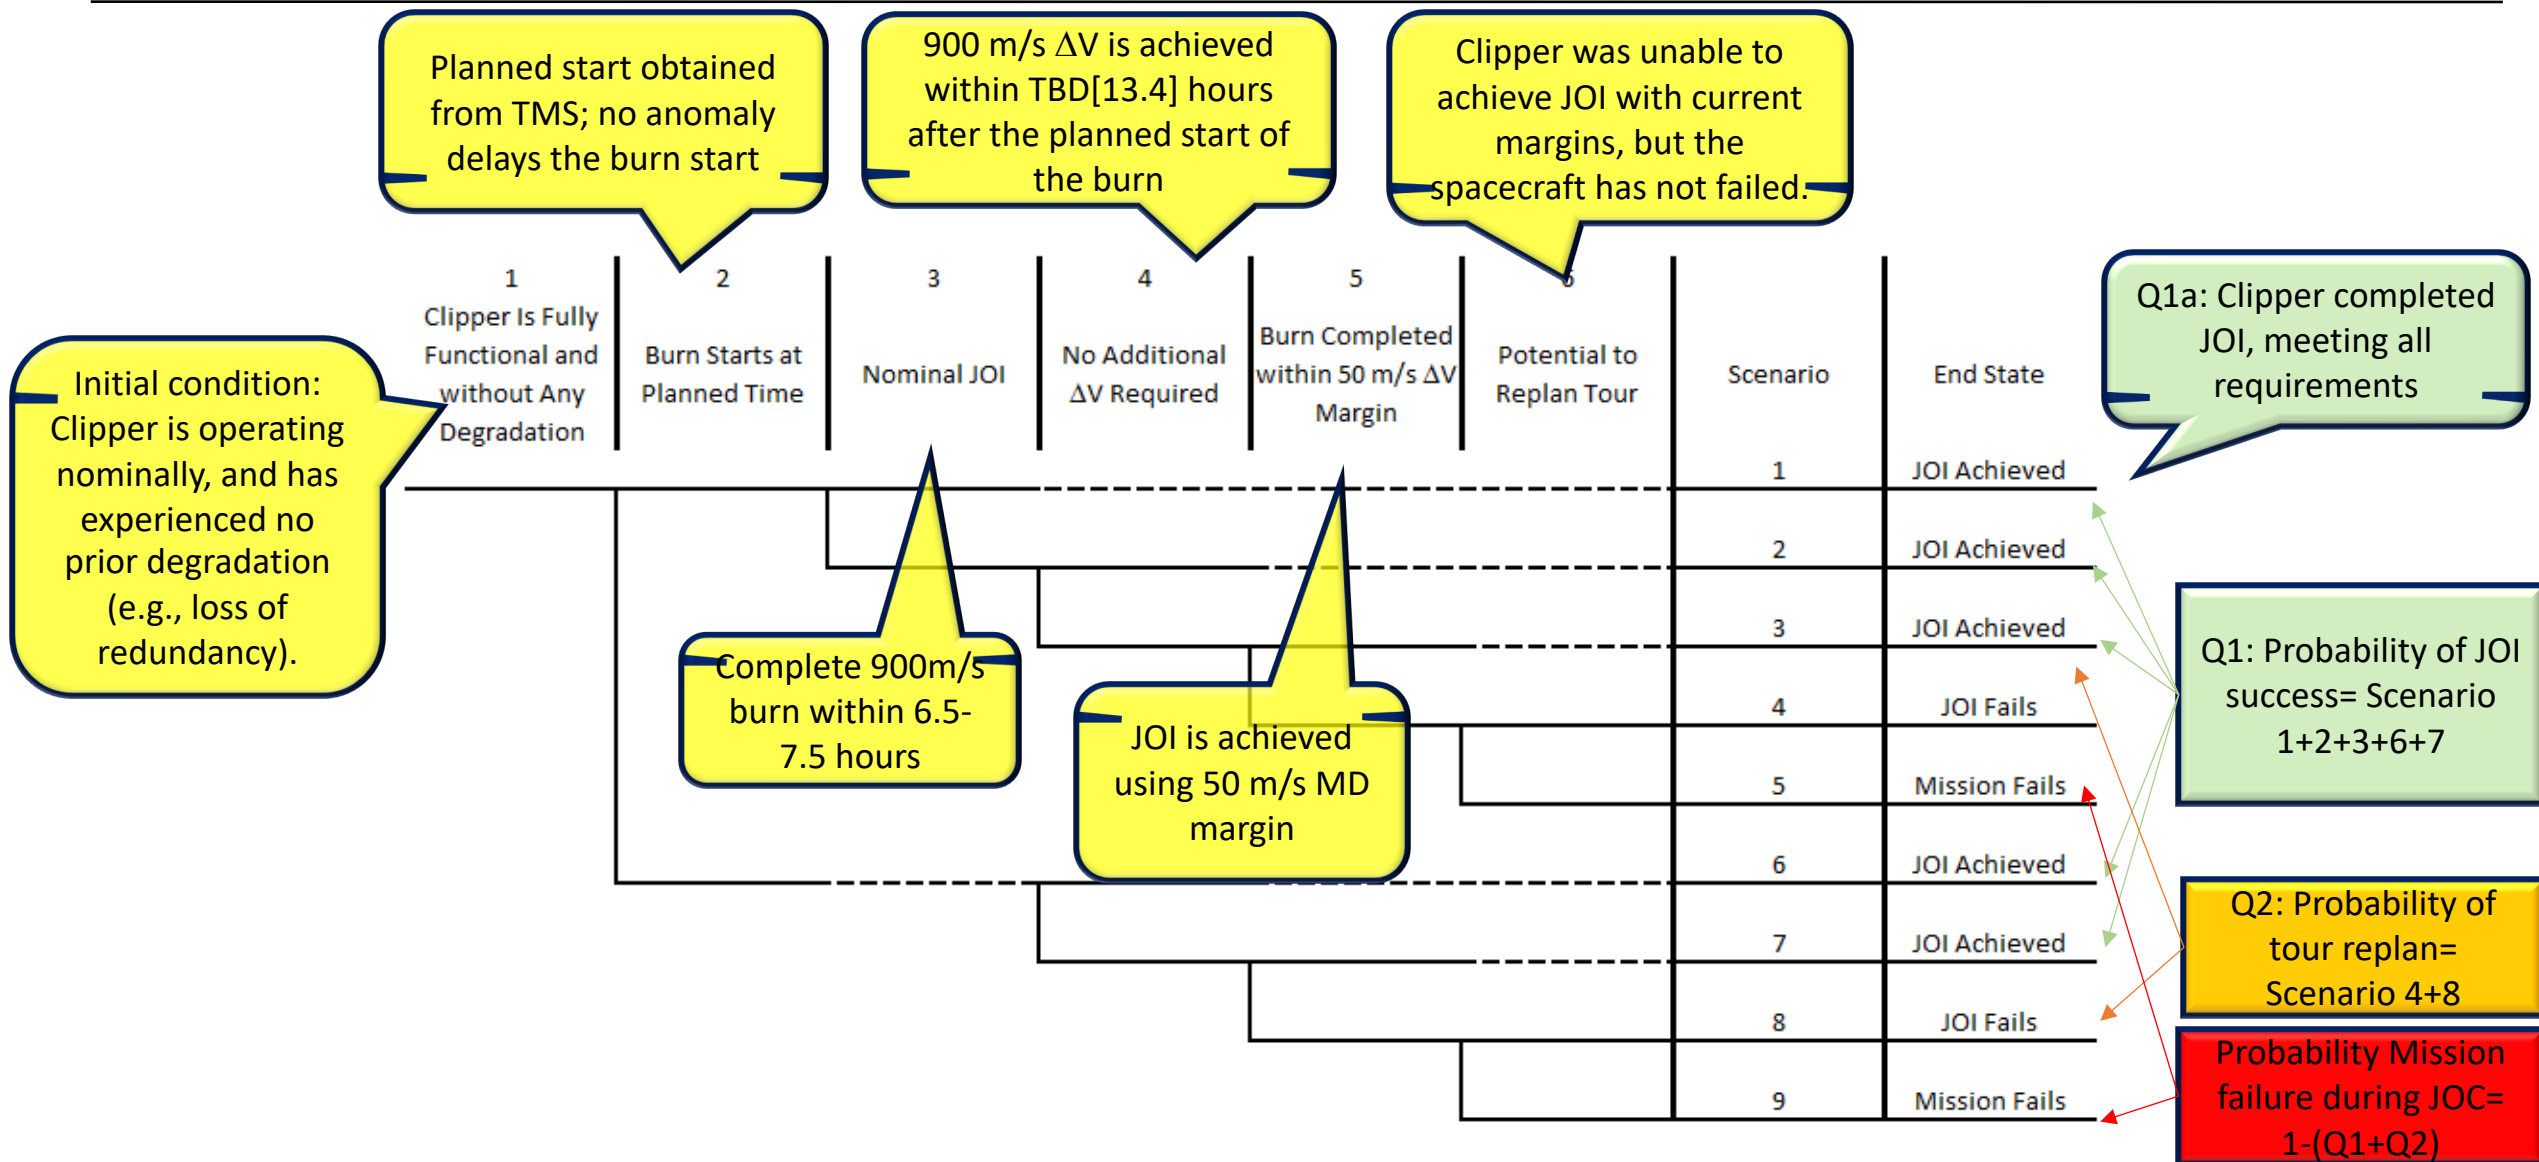 Planned start obtained
from TMS; no anomaly
delays the burn start
900 m/s ΔV is achieved
within TBD[13.4] hours
after the planned start of
the burn
Clipper was unable to
achieve JOI with current
margins, but the
spacecraft has not failed.
Initial condition:
Clipper is operating
nominally, and has
experienced no
prior degradation
(e.g., loss of
redundancy).
1
Clipper Is Fully
Functional and
without Any
Degradation
2
Burn Starts at
Planned Time
3
Nominal JOI
4
No Additional
ΔV Required
5
Burn Completed
within 50 m/s ΔV
Margin
6
Potential to
Replan Tour
Scenario
End State
Q1a: Clipper completed
JOI, meeting all
requirements
1 JOI Achieved
2 JOI Achieved
3 JOI Achieved
4 JOI Fails
5 Mission Fails
6 JOI Achieved
7 JOI Achieved
8 JOI Fails
9 Mission Fails
Complete 900m/s
burn within 6.5-
7.5 hours
JOI is achieved
using 50 m/s MD
margin
Q1: Probability of JOI
success= Scenario
1+2+3+6+7
Q2: Probability of
tour replan=
Scenario 4+8
Probability Mission
failure during JOC=
1-(Q1+Q2)